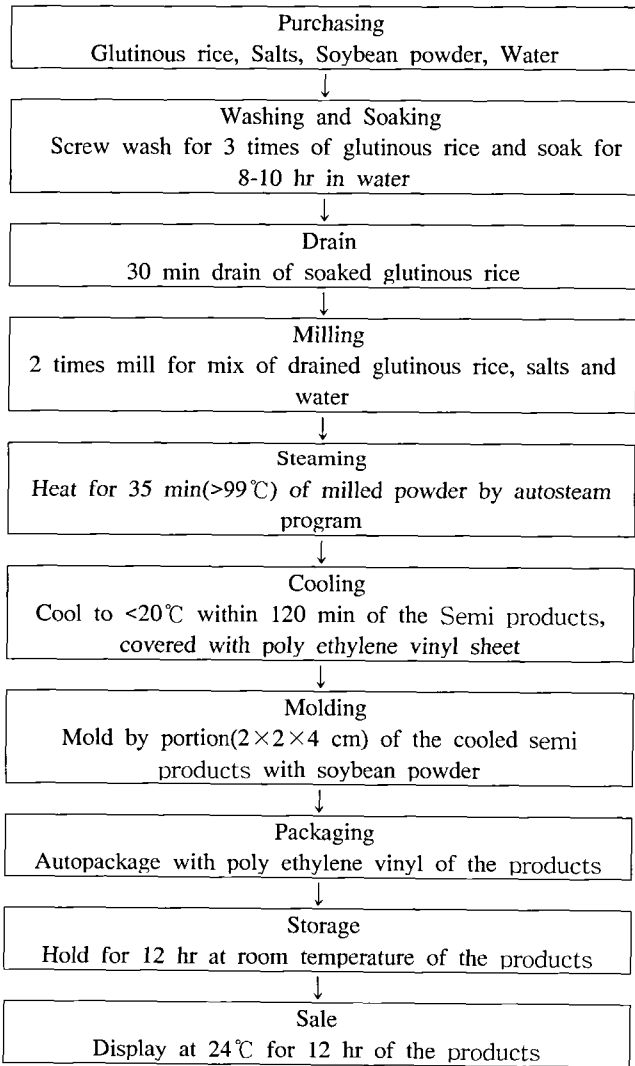 Purchasing
Glutinous rice, Salts, Soybean powder, Water
↓
Washing and Soaking
Screw wash for 3 times of glutinous rice and soak for
8-10 hr in water
↓
Drain
30 min drain of soaked glutinous rice
↓
Milling
2 times mill for mix of drained glutinous rice, salts and
water
↓
Steaming
Heat for 35 min(>99℃) of milled powder by autosteam
program
↓
Cooling
Cool to <20℃ within 120 min of the Semi products,
covered with poly ethylene vinyl sheet
↓
Molding
Mold by portion(2×2×4 cm) of the cooled semi
products with soybean powder
↓
Packaging
Autopackage with poly ethylene vinyl of the products
↓
Storage
Hold for 12 hr at room temperature of the products
↓
Sale
Display at 24℃ for 12 hr of the products